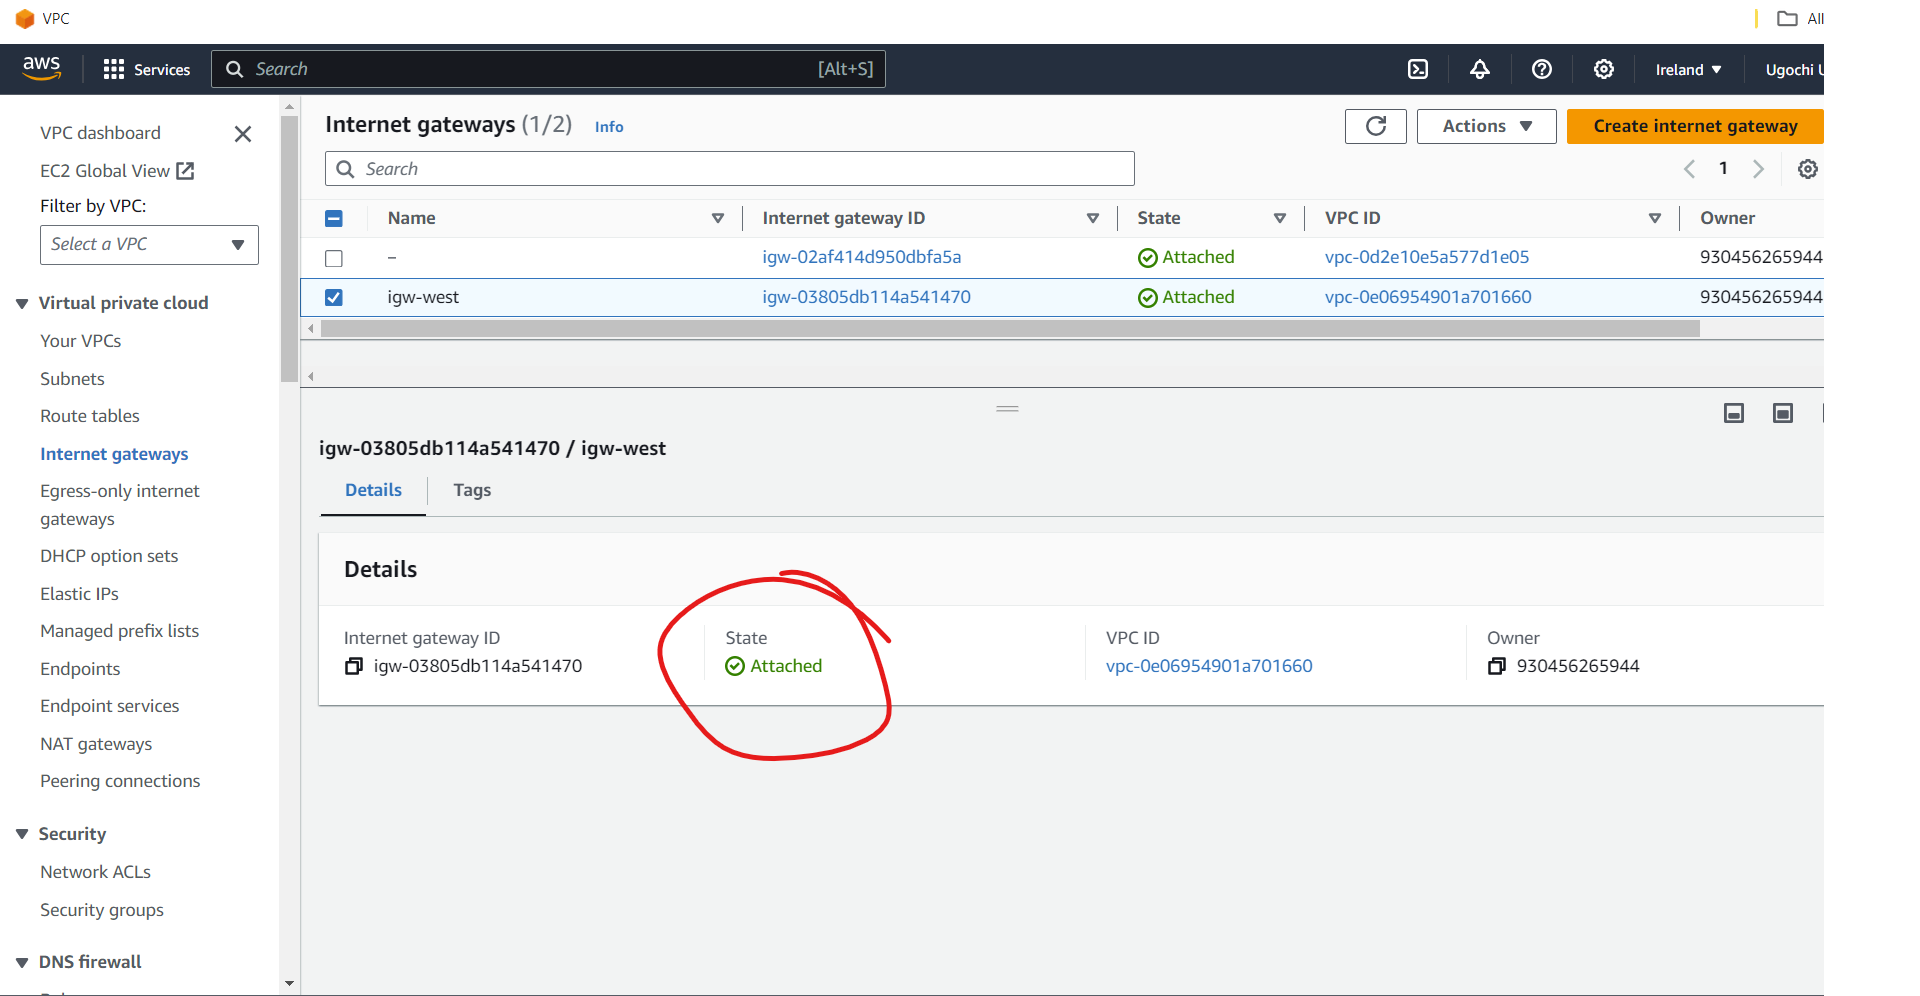 VPC
All
aws
Services
Search
[Alt+S]
Ireland
Ugochi
VPC dashboard
EC2 Global View
Filter by VPC:
Select a VPC
Virtual private cloud
Your VPCs
Subnets
Route tables
Internet gateways
Egress-only internet
gateways
DHCP option sets
Elastic IPs
Managed prefix lists
Endpoints
Endpoint services
NAT gateways
Peering connections
Security
Network ACLs
Security groups
DNS firewall
Internet gateways (1/2) Info
Actions
Create internet gateway
Search
1
Name Internet gateway ID State VPC ID Owner
– igw-02af414d950dbfa5a Attached vpc-0d2e10e5a577d1e05 930456265944
igw-west igw-03805db114a541470 Attached vpc-0e06954901a701660 930456265944
igw-03805db114a541470 / igw-west
Details Tags
Details
Internet gateway ID State VPC ID Owner
igw-03805db114a541470 Attached vpc-0e06954901a701660 930456265944